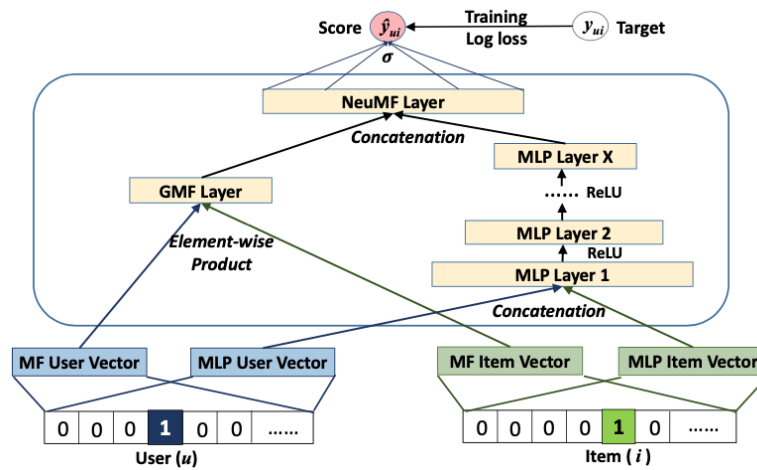 Score ŷui Training Log loss yui Target
σ
NeuMF Layer
Concatenation
MLP Layer X
GMF Layer
...... ReLU
Element-wise
Product
MLP Layer 2
ReLU
MLP Layer 1
Concatenation
MF User Vector MLP User Vector MF Item Vector MLP Item Vector
0 0 0 1 0 0 ...... 0 0 0 0 1 0 ......
User (u) Item ( i )